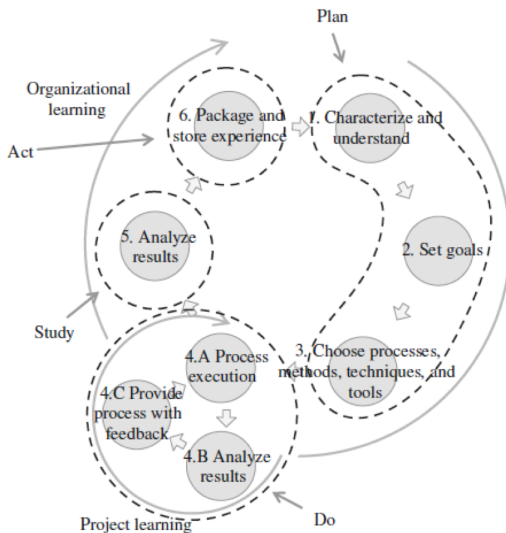 Plan
Organizational
learning
6. Package and
store experience
1. Characterize and
understand
Act
5. Analyze
results
2. Set goals
Study
3. Choose processes,
methods, techniques, and
tools
4.A Process
execution
4.C Provide
process with
feedback
4.B Analyze
results
Project learning
Do